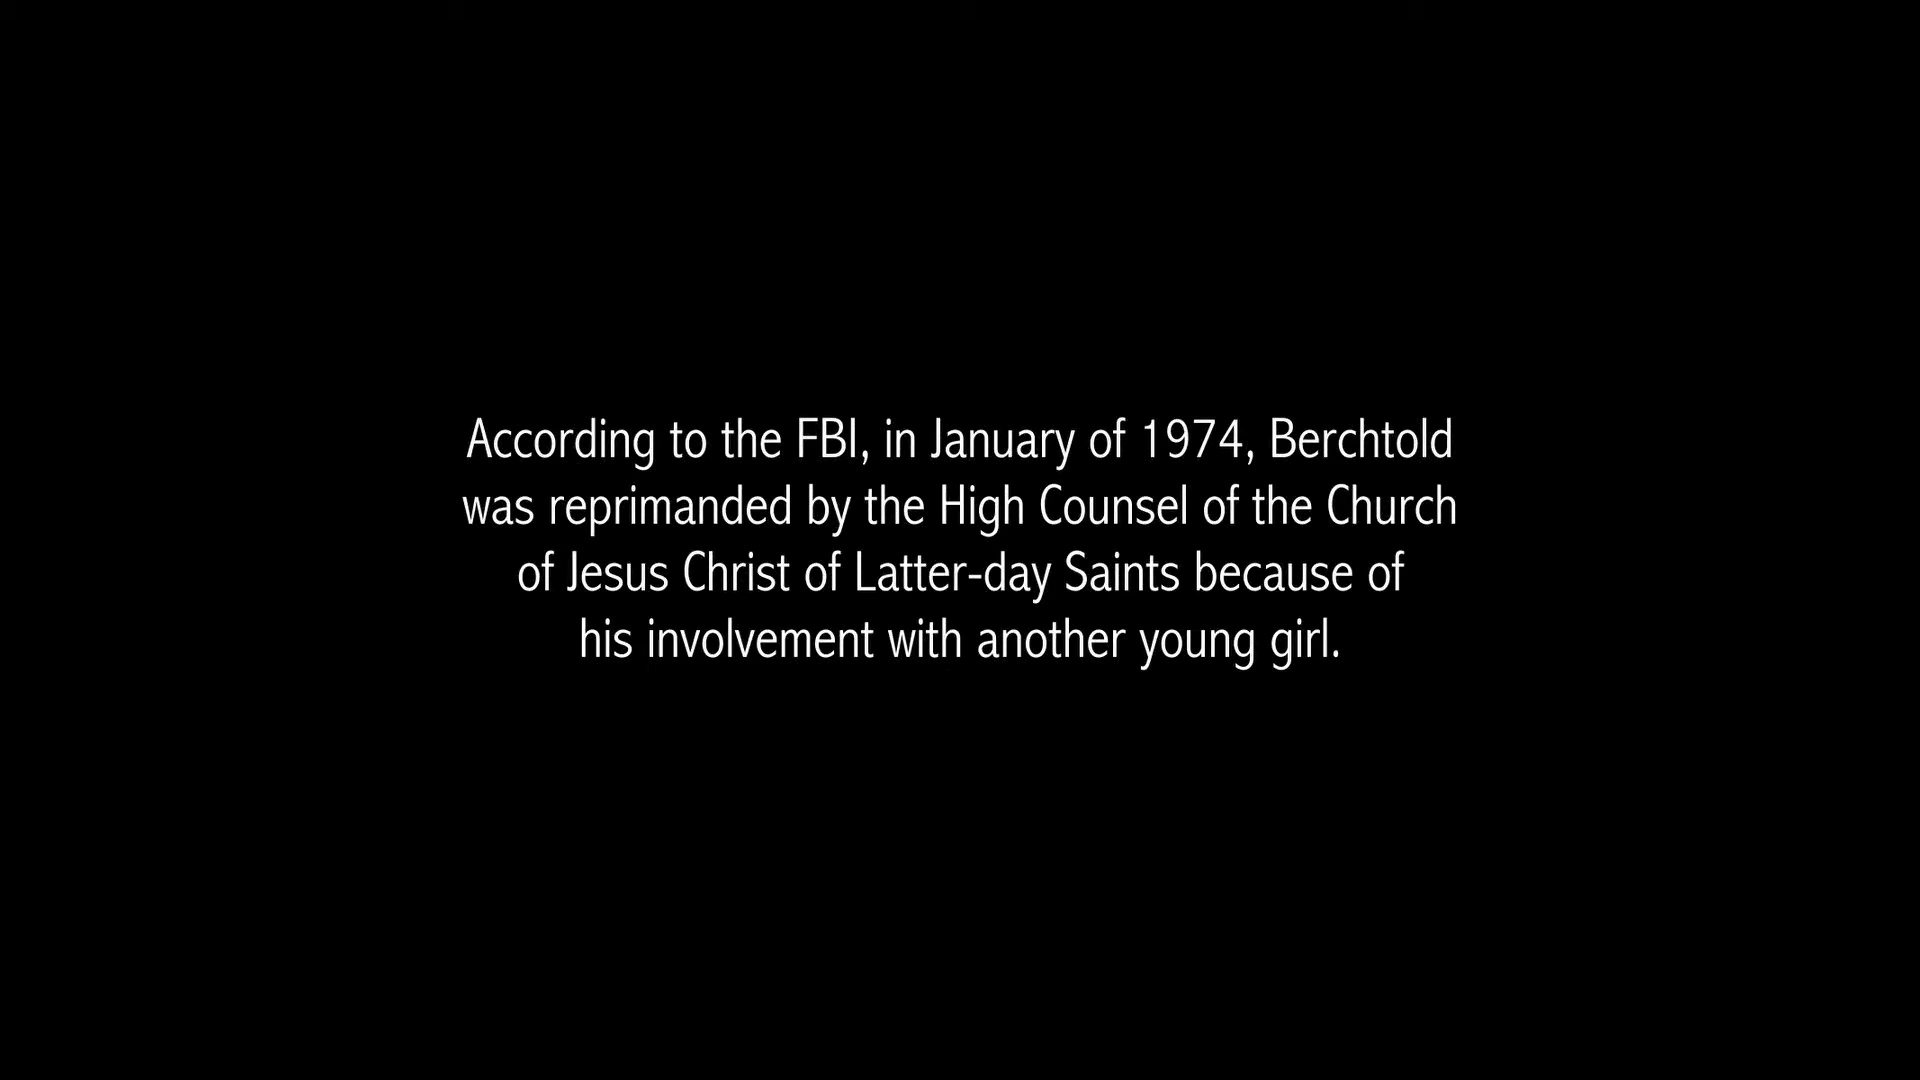 According to the FBI, in January of 1974, Berchtold
was reprimanded by the High Counsel of the Church
of Jesus Christ of Latter-day Saints because of
his involvement with another young girl.